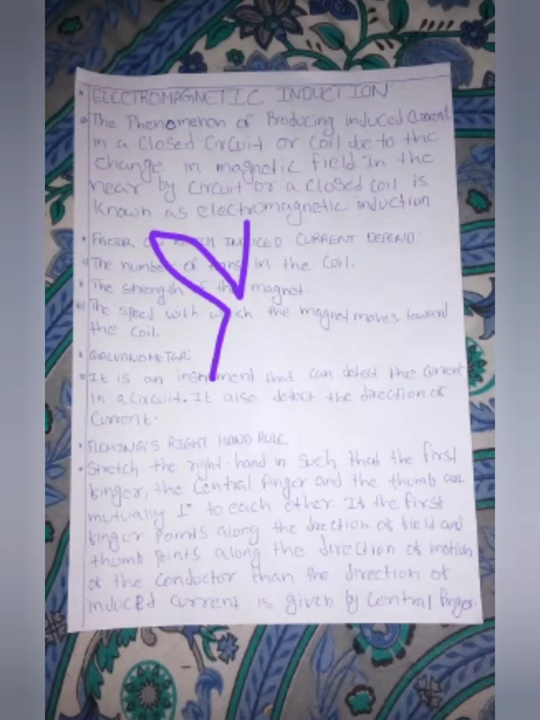 ELECTROMAGNETIC INDUCTION
The Phenomenon of Producing induced Current
in a Closed Circuit or Coil due to the
Change in magnetic field In the
near by Circuit or a Closed coil is
known as electromagnetic induction
FACTOR ON WHICH INDUCED CURRENT DEPEND:
The number of turns in the Coil.
The strength of the magnet
The Speed with which the magnet moves toward
the coil.
GALVANOMETER
It is an instrument that can detect the Current
in a Circuit. It also detect the direction of
Current.
FLEMING'S RIGHT HAND RULE
Stretch the right-hand in Such that the first
finger, the Central finger and the thumb are
mutually to each other. If the first
finger Points along the direction of field and
thumb Points along the direction of motion
of the Conductor than the direction of
induced Current is given by Central finger